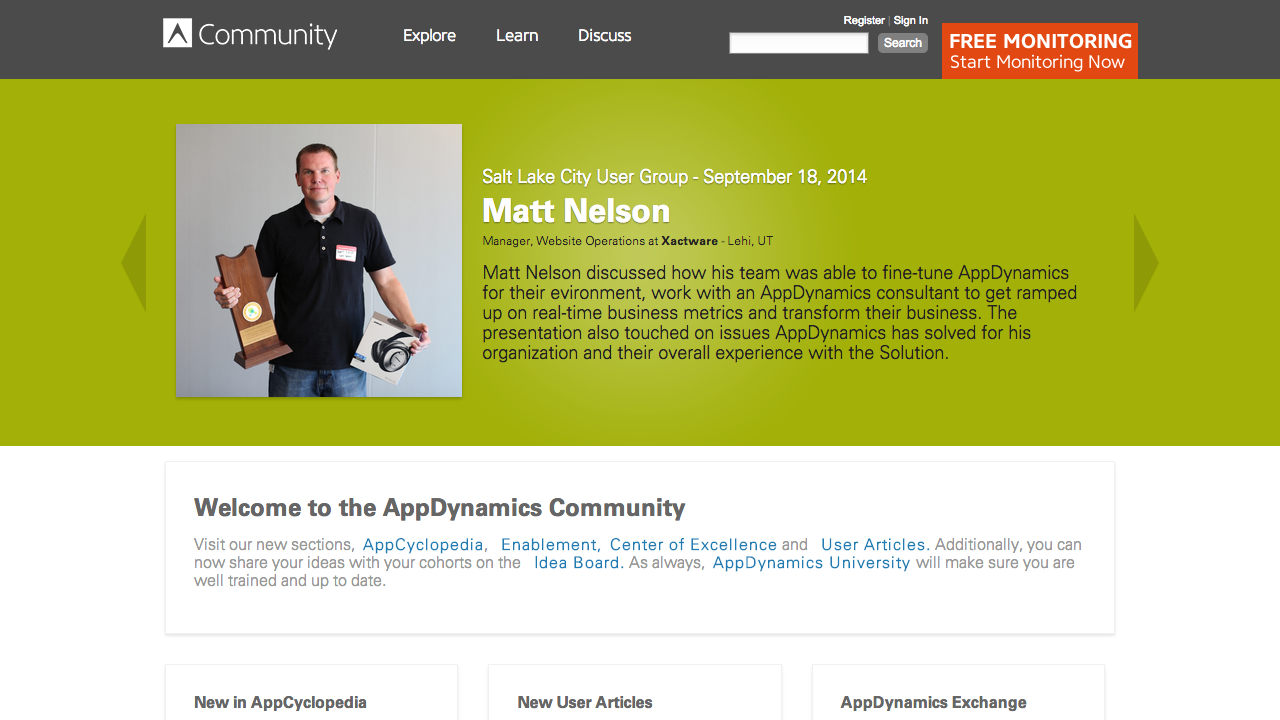 Community
Explore
Learn
Discuss
Register | Sign In
Search
FREE MONITORING
Start Monitoring Now
Salt Lake City User Group - September 18, 2014
Matt Nelson
Manager, Website Operations at Xactware - Lehi, UT
Matt Nelson discussed how his team was able to fine-tune AppDynamics
for their evironment, work with an AppDynamics consultant to get ramped
up on real-time business metrics and transform their business. The
presentation also touched on issues AppDynamics has solved for his
organization and their overall experience with the Solution.
Welcome to the AppDynamics Community
Visit our new sections, AppCyclopedia, Enablement, Center of Excellence and User Articles. Additionally, you can
now share your ideas with your cohorts on the Idea Board. As always, AppDynamics University will make sure you are
well trained and up to date.
New in AppCyclopedia
New User Articles
AppDynamics Exchange